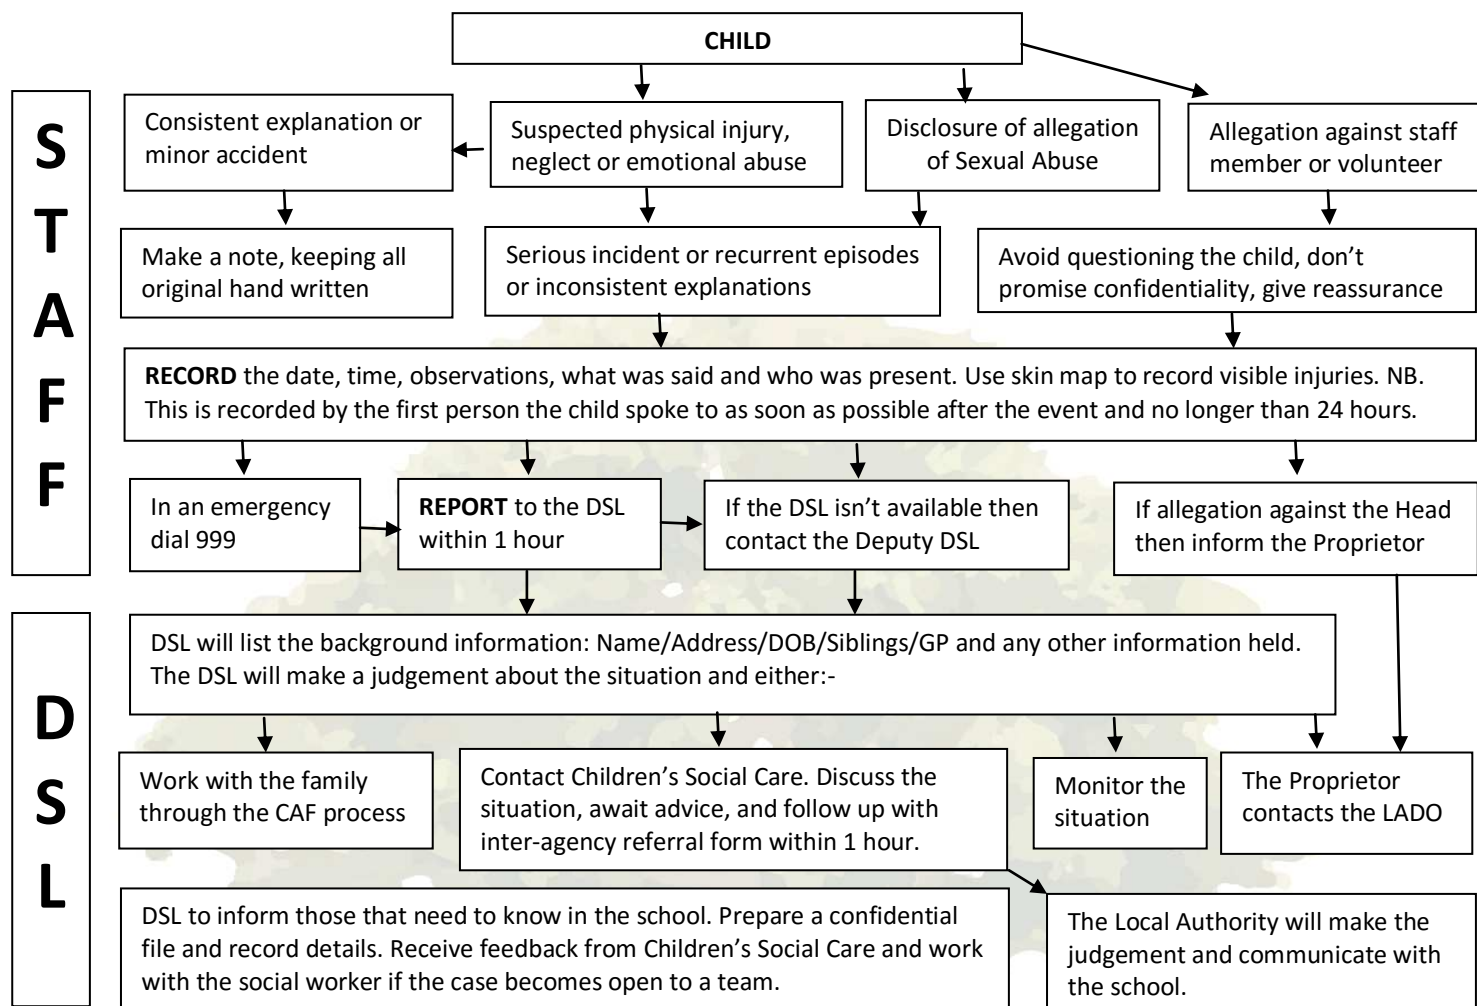 CHILD
S
T
A
F
F
Consistent explanation or
minor accident
Suspected physical injury,
neglect or emotional abuse
Disclosure of allegation
of Sexual Abuse
Allegation against staff
member or volunteer
Make a note, keeping all
original hand written
Serious incident or recurrent episodes
or inconsistent explanations
Avoid questioning the child, don’t
promise confidentiality, give reassurance
RECORD the date, time, observations, what was said and who was present. Use skin map to record visible injuries. NB.
This is recorded by the first person the child spoke to as soon as possible after the event and no longer than 24 hours.
In an emergency
dial 999
REPORT to the DSL
within 1 hour
If the DSL isn’t available then
contact the Deputy DSL
If allegation against the Head
then inform the Proprietor
D
S
L
DSL will list the background information: Name/Address/DOB/Siblings/GP and any other information held.
The DSL will make a judgement about the situation and either:-
Work with the family
through the CAF process
Contact Children’s Social Care. Discuss the
situation, await advice, and follow up with
inter-agency referral form within 1 hour.
Monitor the
situation
The Proprietor
contacts the LADO
DSL to inform those that need to know in the school. Prepare a confidential
file and record details. Receive feedback from Children’s Social Care and work
with the social worker if the case becomes open to a team.
The Local Authority will make the
judgement and communicate with
the school.